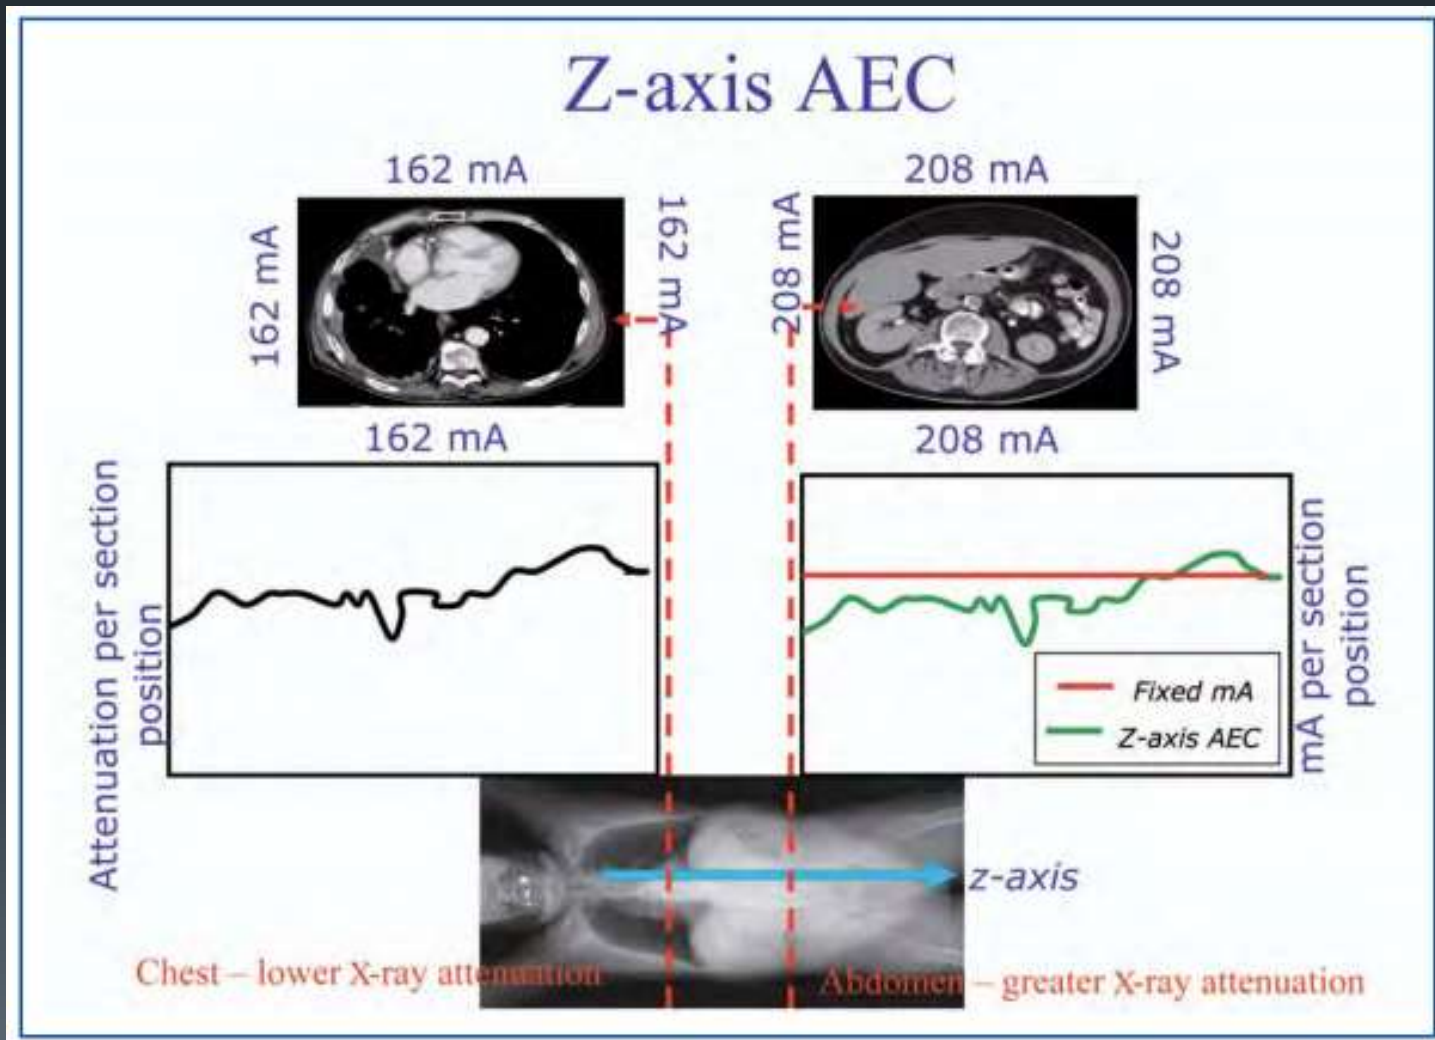 Z-axis AEC
162 mA
208 mA
162 mA
162 mA
208 mA
208 mA
162 mA
208 mA
Attenuation per section
position
mA per section
position
Fixed mA
Z-axis AEC
z-axis
Chest – lower X-ray attenuation
Abdomen – greater X-ray attenuation